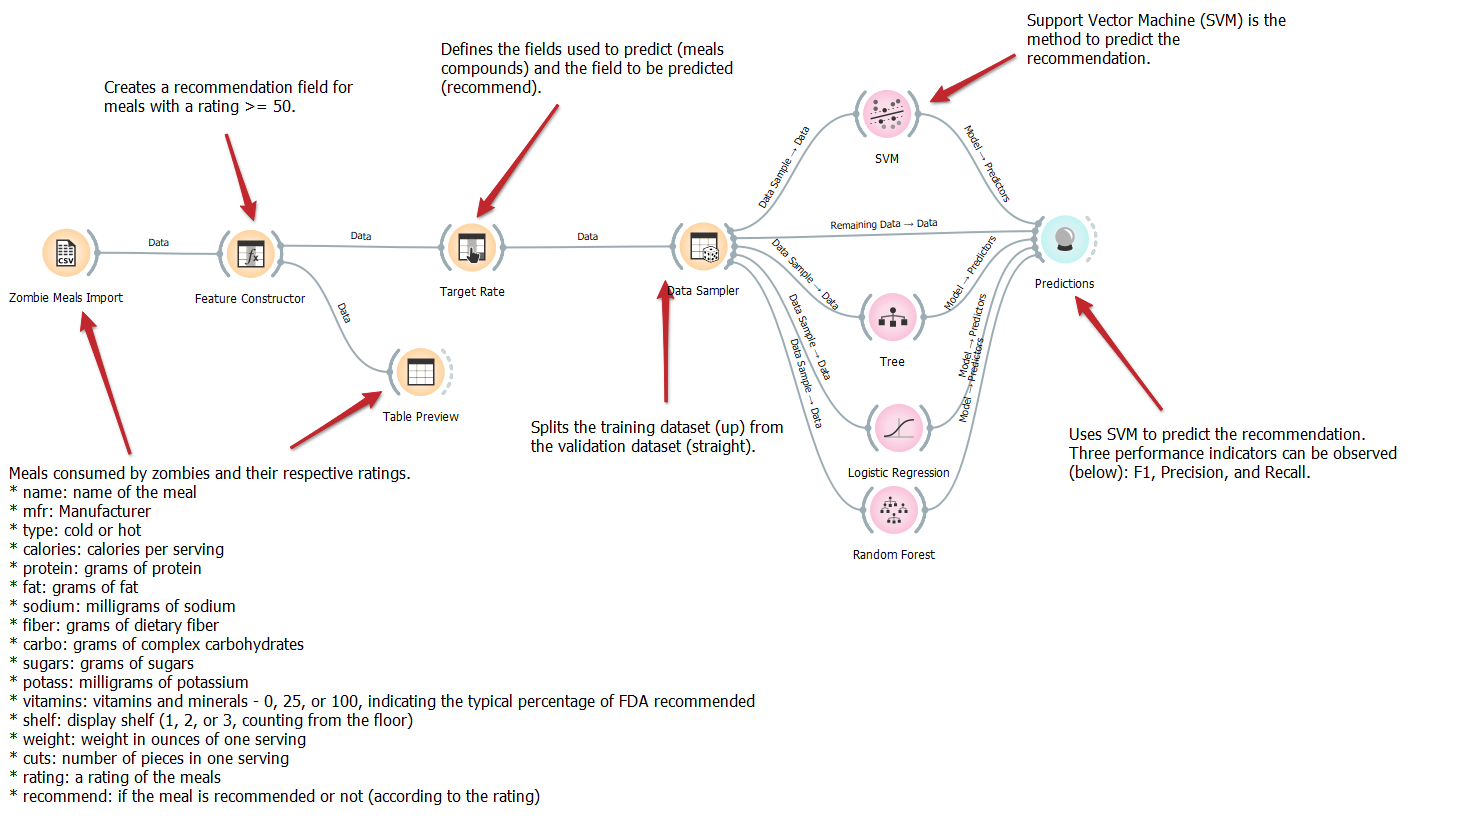 Support Vector Machine (SVM) is the
method to predict the
recommendation.
Defines the fields used to predict (meals
compounds) and the field to be predicted
(recommend).
Creates a recommendation field for
meals with a rating >= 50.
SVM
Data Sample → Data
Model → Predictors
Remaining Data → Data
Data
Data
Data
Data
CSV
Zombie Meals Import
fx
Feature Constructor
Target Rate
Data Sampler
Predictions
Data Sample → Data
Model → Predictors
Tree
Data Sample → Data
Model → Predictors
Data Sample → Data
Model → Predictors
Table Preview
Logistic Regression
Random Forest
Splits the training dataset (up) from
the validation dataset (straight).
Uses SVM to predict the recommendation.
Three performance indicators can be observed
(below): F1, Precision, and Recall.
Meals consumed by zombies and their respective ratings.
* name: name of the meal
* mfr: Manufacturer
* type: cold or hot
* calories: calories per serving
* protein: grams of protein
* fat: grams of fat
* sodium: milligrams of sodium
* fiber: grams of dietary fiber
* carbo: grams of complex carbohydrates
* sugars: grams of sugars
* potass: milligrams of potassium
* vitamins: vitamins and minerals - 0, 25, or 100, indicating the typical percentage of FDA recommended
* shelf: display shelf (1, 2, or 3, counting from the floor)
* weight: weight in ounces of one serving
* cuts: number of pieces in one serving
* rating: a rating of the meals
* recommend: if the meal is recommended or not (according to the rating)